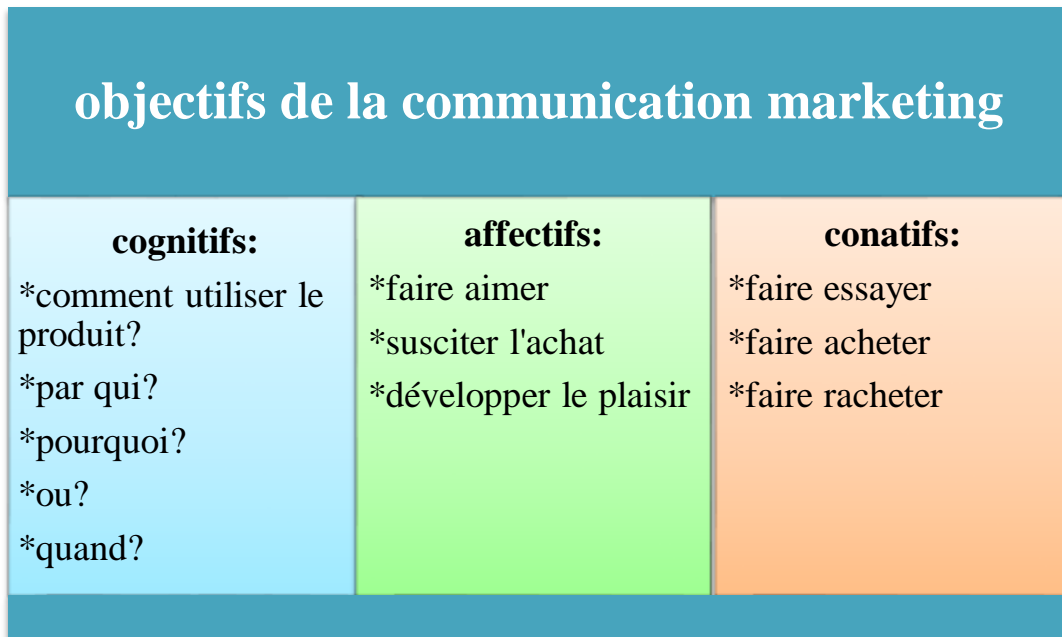 objectifs de la communication marketing
cognitifs:
*comment utiliser le
produit?
*par qui?
*pourquoi?
*ou?
*quand?
affectifs:
*faire aimer
*susciter l'achat
*développer le plaisir
conatifs:
*faire essayer
*faire acheter
*faire racheter